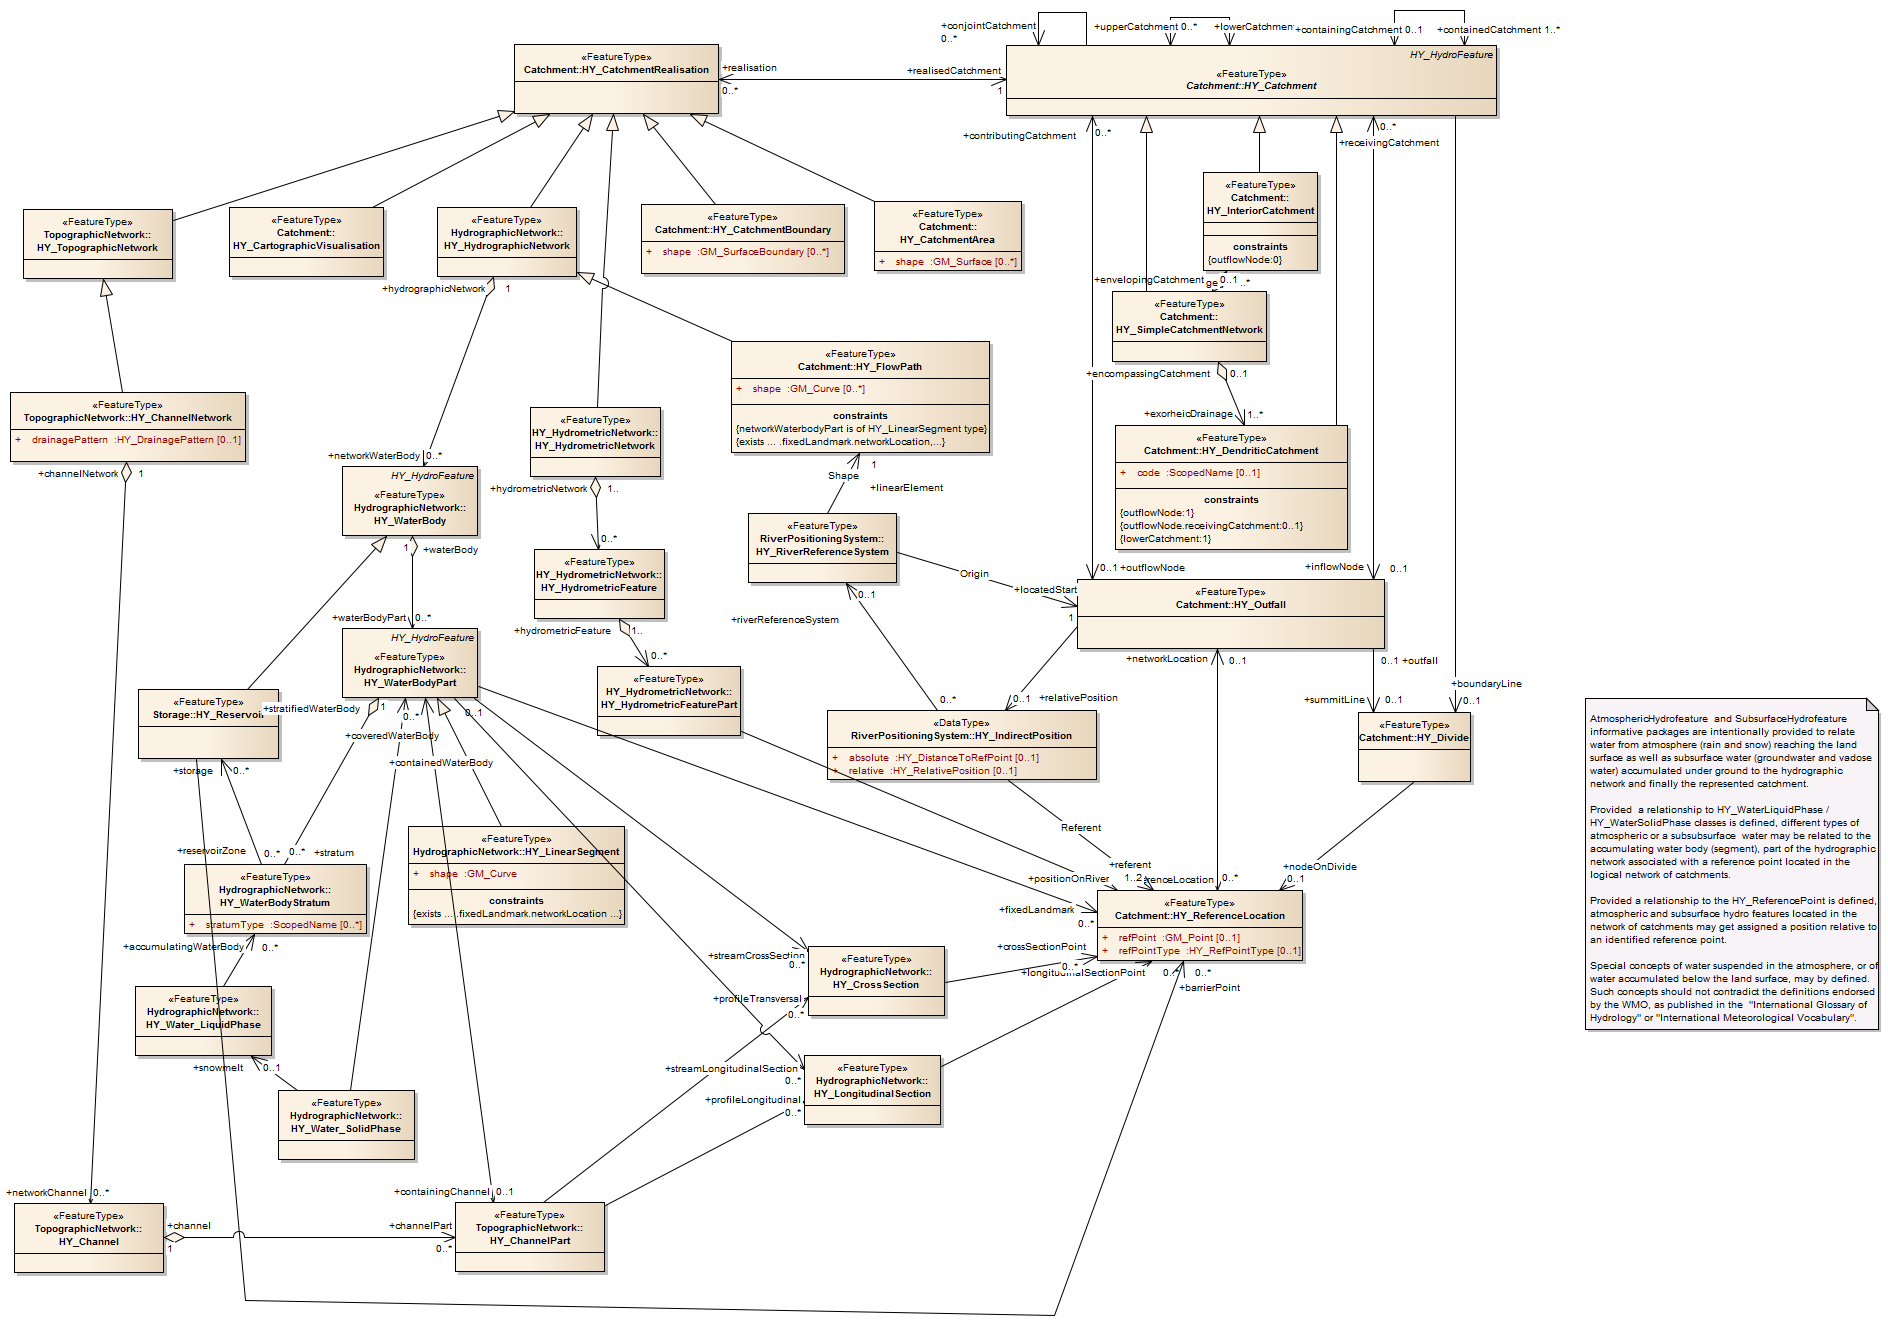 +conjointCatchment
0..*
+upperCatchment 0..*
+lowerCatchment
+containingCatchment 0..1
+containedCatchment 1..*
«FeatureType»
Catchment::HY_CatchmentRealisation
+realisation
0..*
+realisedCatchment
1
HY_HydroFeature
«FeatureType»
Catchment::HY_Catchment
+contributingCatchment
0..*
0..*
+receivingCatchment
«FeatureType»
TopographicNetwork::
HY_TopographicNetwork
«FeatureType»
Catchment::
HY_CartographicVisualisation
«FeatureType»
HydrographicNetwork::
HY_HydrographicNetwork
«FeatureType»
Catchment::HY_CatchmentBoundary
+ shape :GM_SurfaceBoundary [0..*]
«FeatureType»
Catchment::
HY_CatchmentArea
+ shape :GM_Surface [0..*]
«FeatureType»
Catchment::
HY_InteriorCatchment
constraints
{outflowNode:0}
+hydrographicNetwork
1
+envelopingCatchment
0..1
ge
..*
«FeatureType»
Catchment::
HY_SimpleCatchmentNetwork
+encompassingCatchment
0..1
+exorheicDrainage
1..*
«FeatureType»
Catchment::HY_FlowPath
+ shape :GM_Curve [0..*]
constraints
{networkWaterbodyPart is of HY_LinearSegment type}
{exists ... .fixedLandmark.networkLocation,...}
«FeatureType»
TopographicNetwork::HY_ChannelNetwork
+ drainagePattern :HY_DrainagePattern [0..1]
+channelNetwork
1
«FeatureType»
HY_HydrometricNetwork::
HY_HydrometricNetwork
+hydrometricNetwork
1..
«FeatureType»
Catchment::HY_DendriticCatchment
+ code :ScopedName [0..1]
constraints
{outflowNode:1}
{outflowNode.receivingCatchment:0..1}
{lowerCatchment:1}
+networkWaterBody
0..*
HY_HydroFeature
«FeatureType»
HydrographicNetwork::
HY_WaterBody
1
+waterBody
Shape
1
+linearElement
«FeatureType»
RiverPositioningSystem::
HY_RiverReferenceSystem
0..*
«FeatureType»
HY_HydrometricNetwork::
HY_HydrometricFeature
Origin
+locatedStart
1
0..1
+outflowNode
+inflowNode
0..1
«FeatureType»
Catchment::HY_Outfall
0..1
+riverReferenceSystem
+waterBodyPart
0..*
+hydrometricFeature
1..
0..*
HY_HydroFeature
«FeatureType»
HydrographicNetwork::
HY_WaterBodyPart
«FeatureType»
HY_HydrometricNetwork::
HY_HydrometricFeaturePart
+networkLocation
0..1
0..1
+outfall
+boundaryLine
0..1
+summitLine
0..1
0..*
0..1
+relativePosition
«FeatureType»
Storage::HY_Reservoir
+stratifiedWaterBody
1
0..*
0..1
+coveredWaterBody
+containedWaterBody
+storage
0..*
«DataType»
RiverPositioningSystem::HY_IndirectPosition
+ absolute :HY_DistanceToRefPoint [0..1]
+ relative :HY_RelativePosition [0..1]
«FeatureType»
Catchment::HY_Divide
AtmosphericHydrofeature and SubsurfaceHydrofeature
informative packages are intentionally provided to relate
water from atmosphere (rain and snow) reaching the land
surface as well as subsurface water (groundwater and vadose
water) accumulated under ground to the hydrographic
network and finally the represented catchment.
Provided a relationship to HY_WaterLiquidPhase /
HY_WaterSolidPhase classes is defined, different types of
atmospheric or a subsubsurface water may be related to the
accumulating water body (segment), part of the hydrographic
network associated with a reference point located in the
logical network of catchments.
Provided a relationship to the HY_ReferencePoint is defined,
atmospheric and subsurface hydro features located in the
network of catchments may get assigned a position relative to
an identified reference point.
Special concepts of water suspended in the atmosphere, or of
water accumulated below the land surface, may by defined.
Such concepts should not contradict the definitions endorsed
by the WMO, as published in the "International Glossary of
Hydrology" or "International Meteorological Vocabulary".
Referent
+referent
1..2
+positionOnRiver
renceLocation
0..*
+nodeOnDivide
0..1
+fixedLandmark
0..*
«FeatureType»
Catchment::HY_ReferenceLocation
+ refPoint :GM_Point [0..1]
+ refPointType :HY_RefPointType [0..1]
«FeatureType»
HydrographicNetwork::HY_LinearSegment
+ shape :GM_Curve
constraints
{exists ... .fixedLandmark.networkLocation ...}
+reservoirZone
0..*
0..*
+stratum
«FeatureType»
HydrographicNetwork::
HY_WaterBodyStratum
+ stratumType :ScopedName [0..*]
+accumulatingWaterBody
0..*
+streamCrossSection
0..*
+crossSectionPoint
0..*
+longitudinalSectionPoint
0..*
0..*
+barrierPoint
«FeatureType»
HydrographicNetwork::
HY_CrossSection
+profileTransversal
0..*
«FeatureType»
HydrographicNetwork::
HY_Water_LiquidPhase
+snowmelt
0..1
+streamLongitudinalSection
0..*
«FeatureType»
HydrographicNetwork::
HY_LongitudinalSection
+profileLongitudinal
0..*
«FeatureType»
HydrographicNetwork::
HY_Water_SolidPhase
+networkChannel
0..*
+containingChannel
0..1
«FeatureType»
TopographicNetwork::
HY_Channel
+channel
1
+channelPart
0..*
«FeatureType»
TopographicNetwork::
HY_ChannelPart